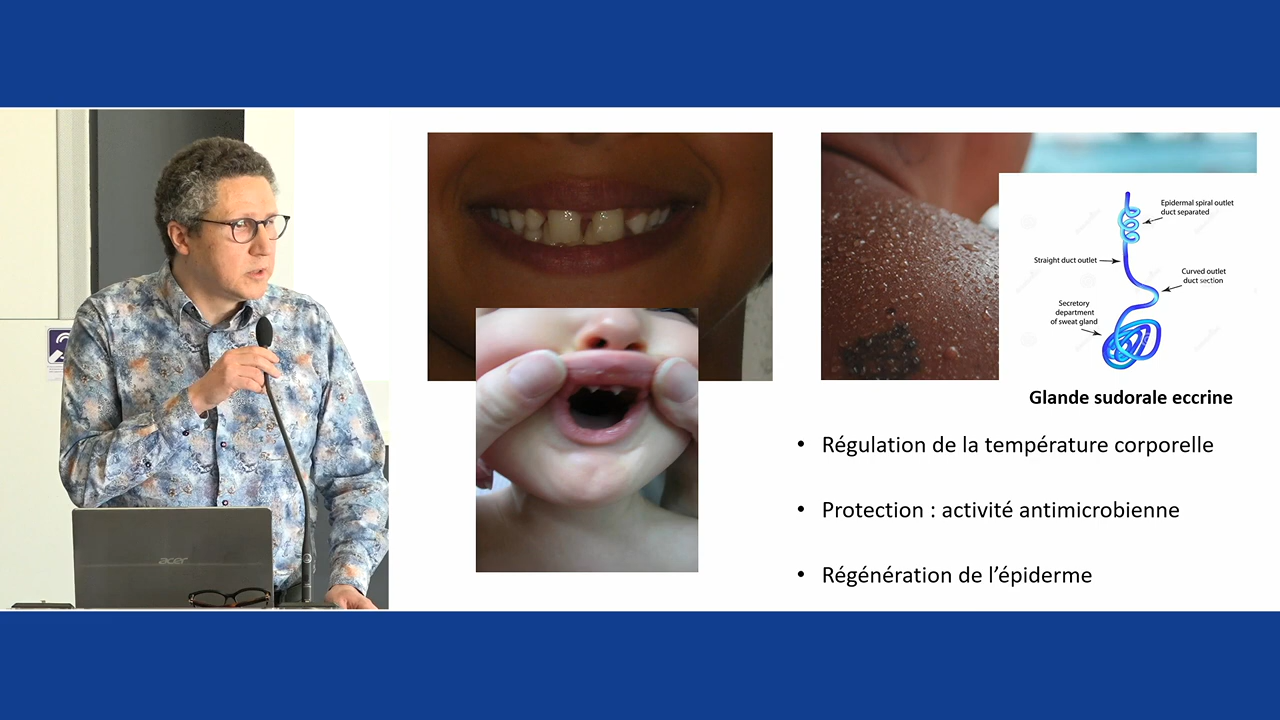 acer
Epidermal spiral outlet
duct separated
Straight duct outlet
Curved outlet
duct section
Secretory
department
of sweat gland
Glande sudorale eccrine
• Régulation de la température corporelle
• Protection : activité antimicrobienne
• Régénération de l’épiderme